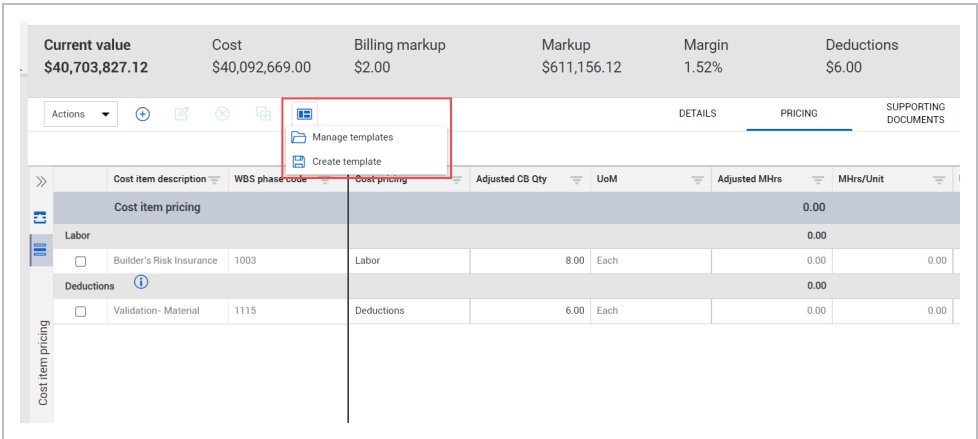 Current value Cost Billing markup Markup Margin Deductions
$40,703,827.12 $40,092,669.00 $2.00 $611,156.12 1.52% $6.00
Actions DETAILS PRICING SUPPORTING DOCUMENTS
Manage templates
Create template
Cost item description WBS phase code Cost pricing Adjusted CB Qty UoM Adjusted MHrs MHrs/Unit
Cost item pricing 0.00
Labor 0.00
Builder's Risk Insurance 1003 Labor 8.00 Each 0.00 0.00
Deductions 0.00
Validation- Material 1115 Deductions 6.00 Each 0.00 0.00
Cost item pricing